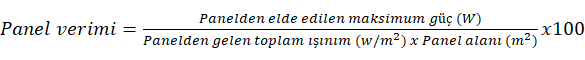 Panel verimi = Panelden elde edilen maksimum güç (W) / Panelden gelen toplam ışınım (w/m²) x Panel alanı (m²) x100